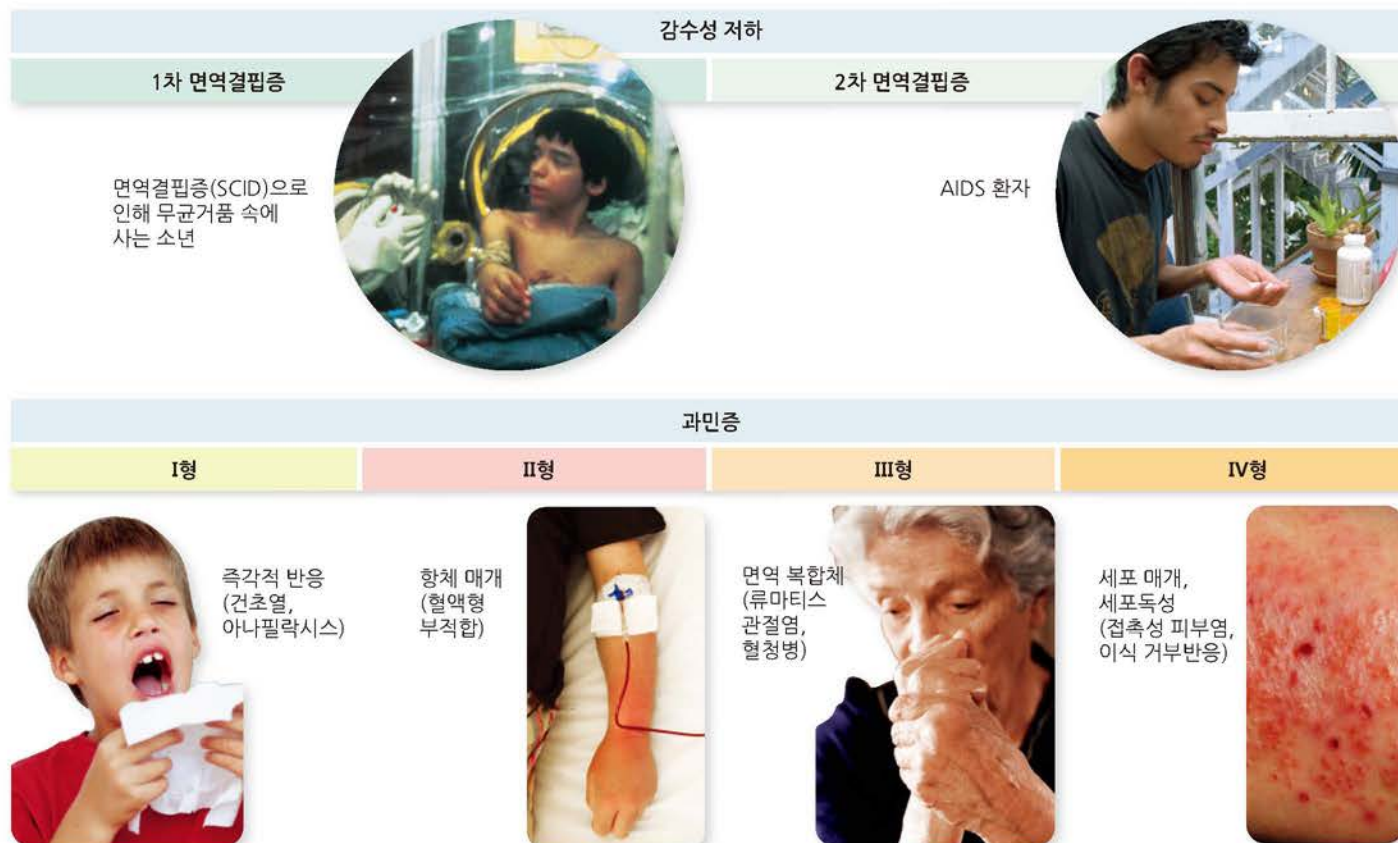 감수성 저하
1차 면역결핍증
2차 면역결핍증
면역결핍증(SCID)으로
인해 무균거품 속에
사는 소년
AIDS 환자
과민증
I형
II형
III형
IV형
즉각적 반응
(건초열,
아나필락시스)
항체 매개
(혈액형
부적합)
면역 복합체
(류마티스
관절염,
혈청병)
세포 매개,
세포독성
(접촉성 피부염,
이식 거부반응)